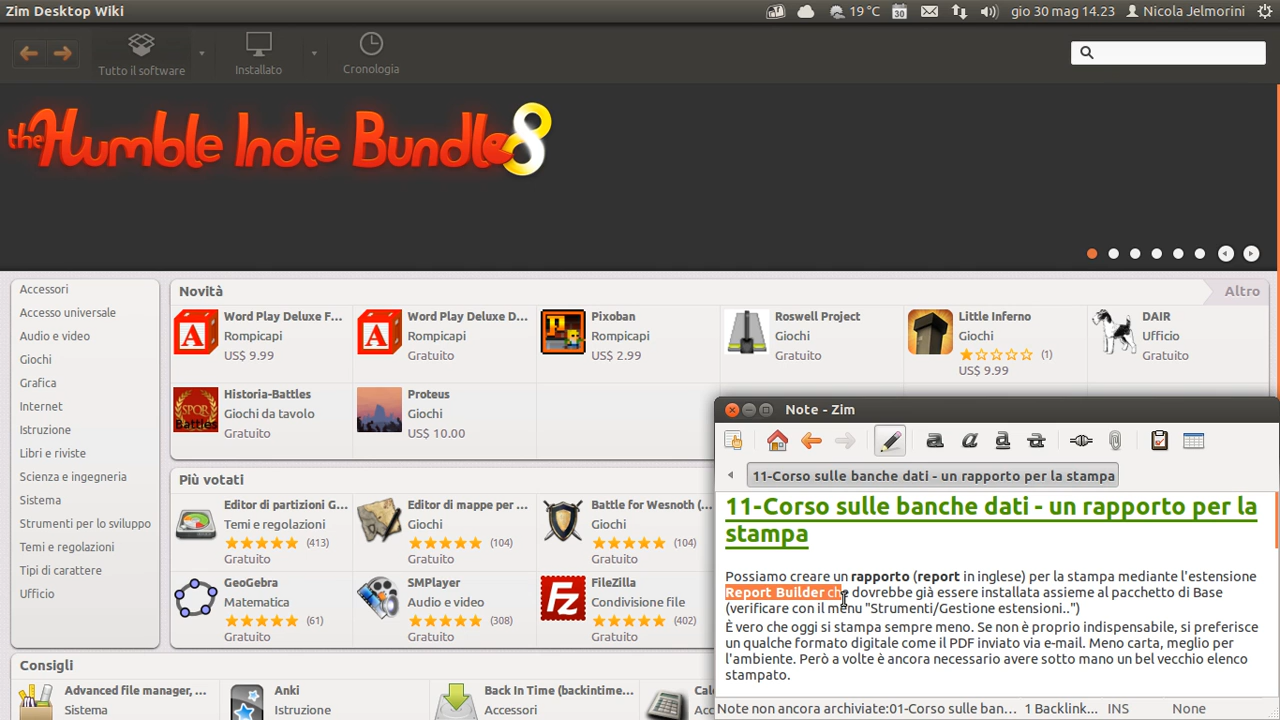 Zim Desktop Wiki
19 °C
30
gio 30 mag 14.23
Nicola Jelmorini
Tutto il software
Installato
Cronologia
the Humble Indie Bundle 8
Accessori
Accesso universale
Audio e video
Giochi
Grafica
Internet
Istruzione
Libri e riviste
Scienza e ingegneria
Sistema
Strumenti per lo sviluppo
Temi e regolazioni
Tipi di carattere
Ufficio
Novità
Altro
Word Play Deluxe F...
Rompicapi
US$ 9.99
Word Play Deluxe D...
Rompicapi
Gratuito
Pixoban
Rompicapi
US$ 2.99
Roswell Project
Giochi
Gratuito
Little Inferno
Giochi
(1)
US$ 9.99
DAIR
Ufficio
Gratuito
SPQR
Battles
Historia-Battles
Giochi da tavolo
Gratuito
Proteus
Giochi
US$ 10.00
Più votati
Editor di partizioni G...
Temi e regolazioni
(413)
Gratuito
Editor di mappe per ...
Giochi
(104)
Gratuito
Battle for Wesnoth (...
Giochi
(104)
Gratuito
GeoGebra
Matematica
(61)
Gratuito
SMPlayer
Audio e video
(308)
Gratuito
FileZilla
Condivisione file
(402)
Gratuito
Consigli
Advanced file manager, ...
Sistema
Anki
Istruzione
Back In Time (backintime...
Accessori
Note - Zim
11-Corso sulle banche dati - un rapporto per la stampa
11-Corso sulle banche dati - un rapporto per la
stampa
Possiamo creare un rapporto (report in inglese) per la stampa mediante l'estensione
Report Builder che dovrebbe già essere installata assieme al pacchetto di Base
(verificare con il menu "Strumenti/Gestione estensioni..")
È vero che oggi si stampa sempre meno. Se non è proprio indispensabile, si preferisce
un qualche formato digitale come il PDF inviato via e-mail. Meno carta, meglio per
l'ambiente. Però a volte è ancora necessario avere sotto mano un bel vecchio elenco
stampato.
Note non ancora archiviate:01-Corso sulle ban...
1 Backlink...
INS
None